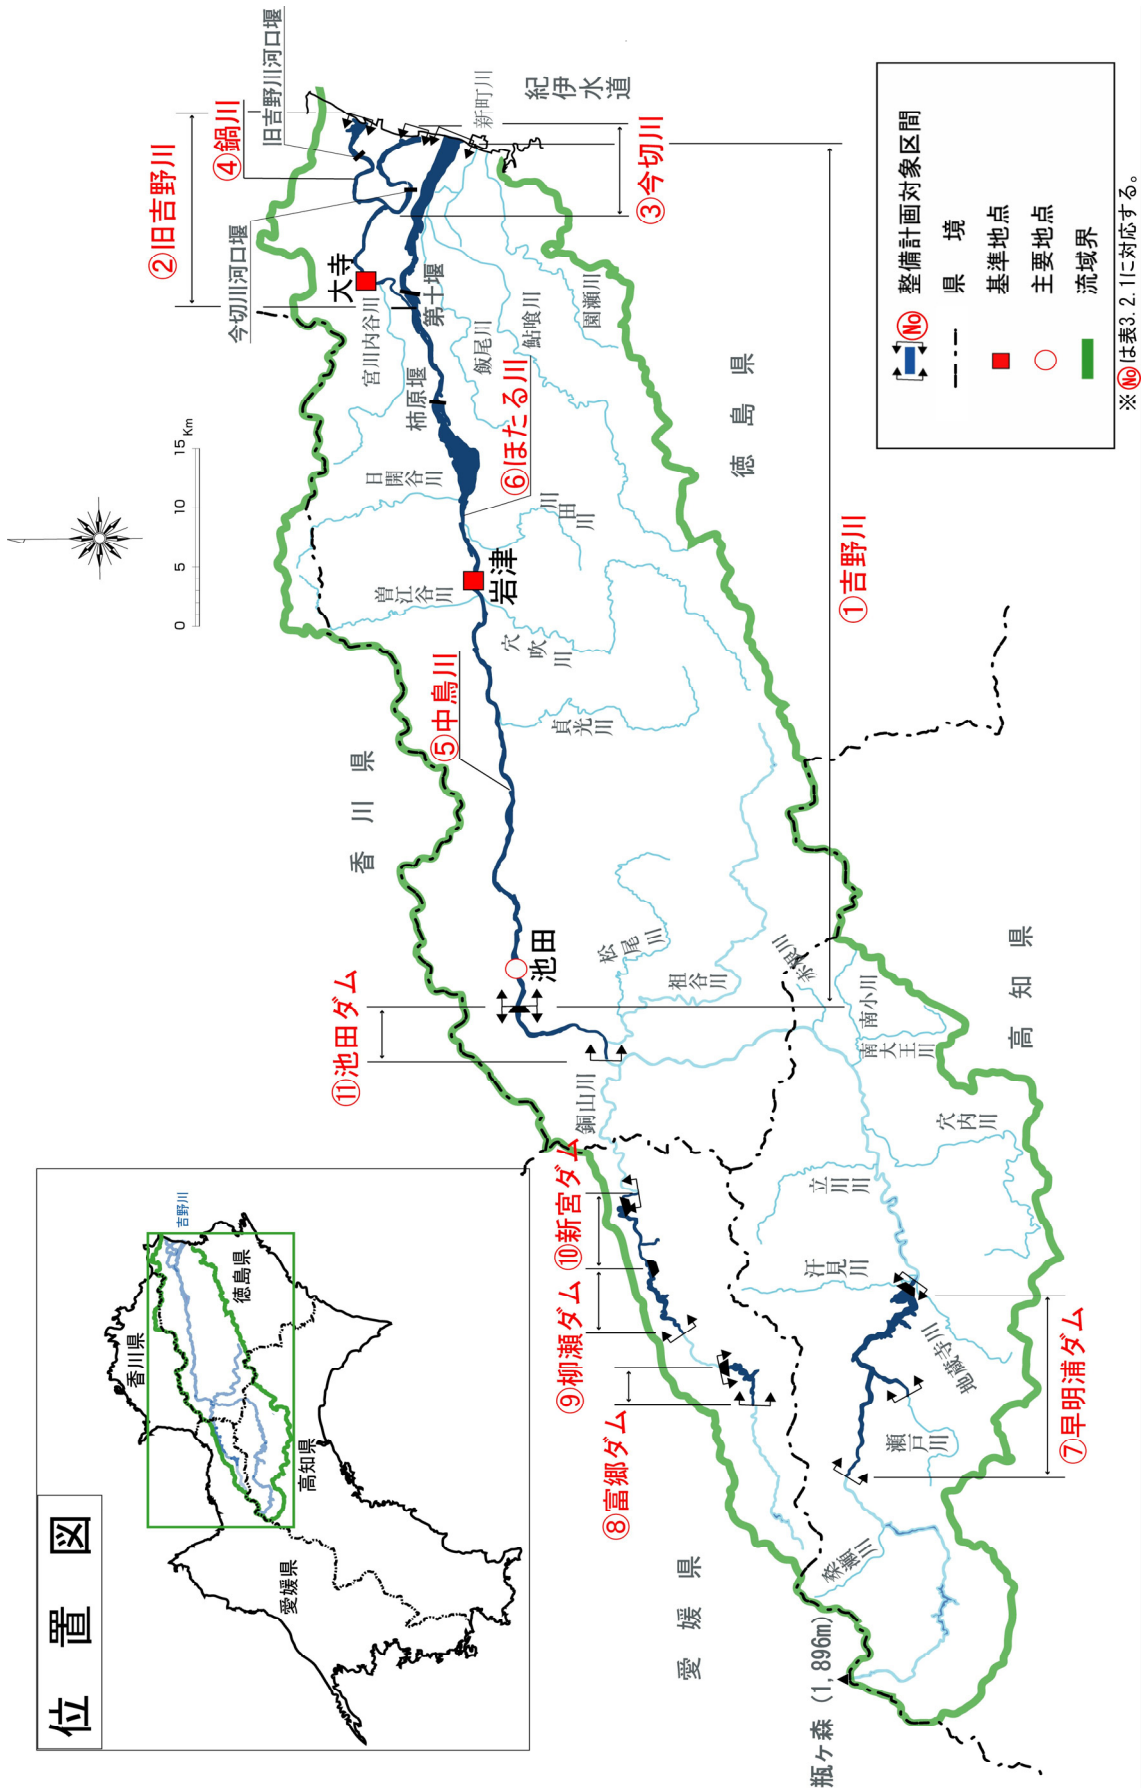 位置図
香川県
徳島県
高知県
愛媛県
吉野川
0 5 10 15 Km
②旧吉野川
④鍋川
旧吉野川河口堰
今切川河口堰
③今切川
新町川
紀伊水道
大寺
第十堰
宮川内谷川
柿原堰
飯尾川
鮎喰川
園瀬川
⑥ほたる川
日開谷川
川田川
岩津
曽江谷川
穴吹川
⑤中鳥川
貞光川
①吉野川
香川県
徳島県
池田
⑪池田ダム
松尾川
祖谷川
赤根川
南小川
南大王川
銅山川
高知県
穴内川
立川川
汗見川
⑩新宮ダム
⑨柳瀬ダム
⑧富郷ダム
地蔵寺川
瀬戸川
⑦早明浦ダム
愛媛県
瓶ヶ森 (1,896m)
No 整備計画対象区間
県境
基準地点
主要地点
流域界
※Noは表3.2.1に対応する。